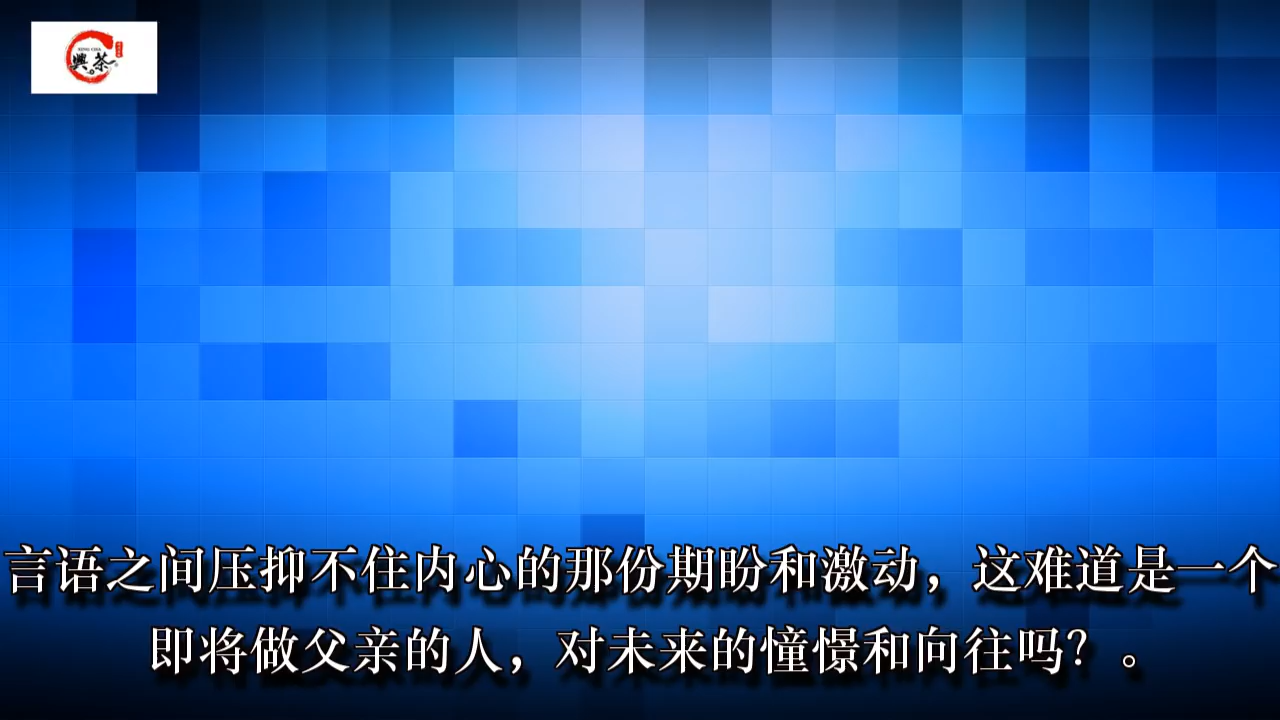 興茶
言语之间压抑不住内心的那份期盼和激动，这难道是一个
即将做父亲的人，对未来的憧憬和向往吗？。